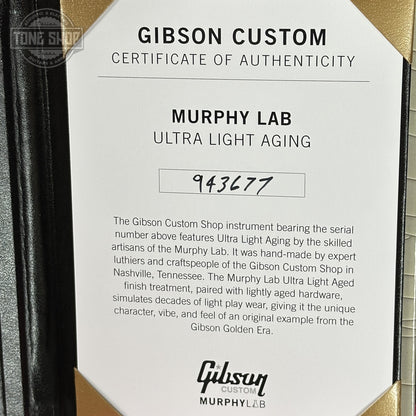 TONE SHOP
GIBSON CUSTOM
CERTIFICATE OF AUTHENTICITY
MURPHY LAB
ULTRA LIGHT AGING
943677
The Gibson Custom Shop instrument bearing the serial
number above features Ultra Light Aging by the skilled
artisans of the Murphy Lab. It was hand-made by expert
luthiers and craftspeople of the Gibson Custom Shop in
Nashville, Tennessee. The Murphy Lab Ultra Light Aged
finish treatment, paired with lightly aged hardware,
simulates decades of light play wear, giving it the unique
character, vibe, and feel of an original example from the
Gibson Golden Era.
Gibson
CUSTOM
MURPHYLAB